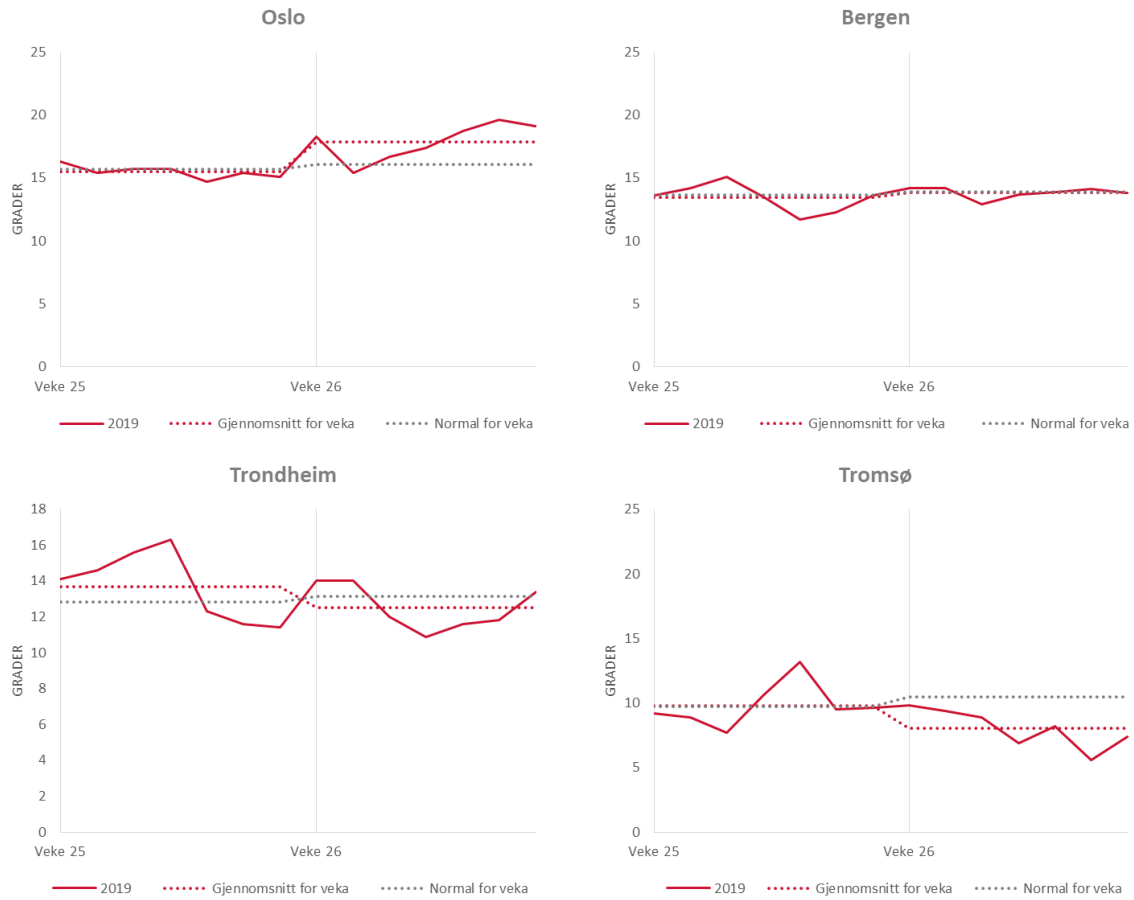 Oslo
25
20
15
10
5
0
GRADER
Veke 25 Veke 26
2019 Gjennomsnitt for veka Normal for veka
Bergen
25
20
15
10
5
0
GRADER
Veke 25 Veke 26
2019 Gjennomsnitt for veka Normal for veka
Trondheim
18
16
14
12
10
8
6
4
2
0
GRADER
Veke 25 Veke 26
2019 Gjennomsnitt for veka Normal for veka
Tromsø
25
20
15
10
5
0
GRADER
Veke 25 Veke 26
2019 Gjennomsnitt for veka Normal for veka